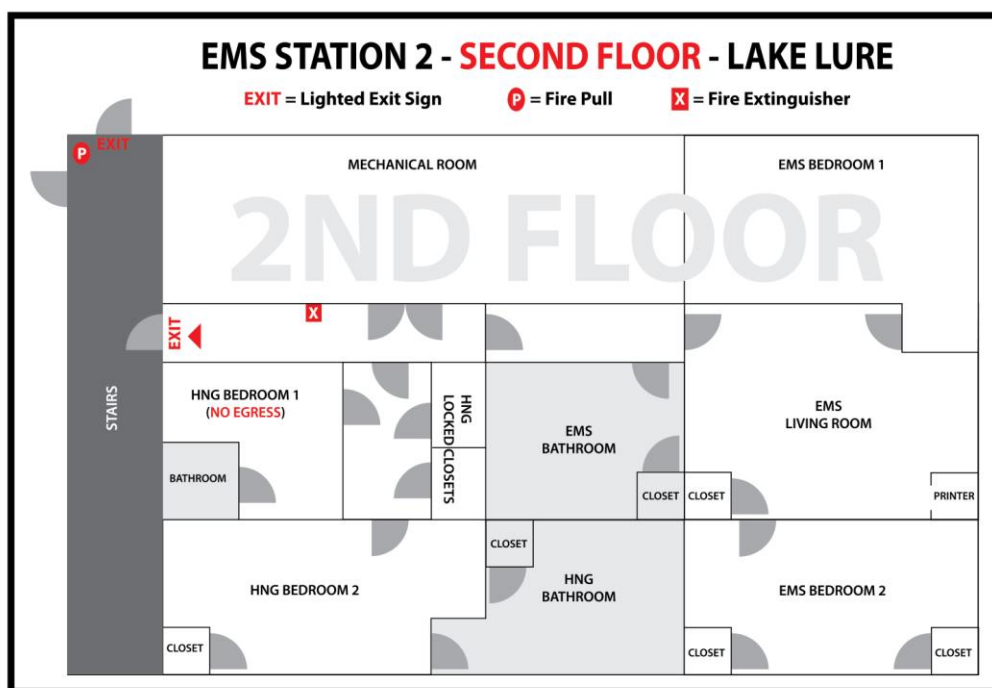 EMS STATION 2 - SECOND FLOOR - LAKE LURE
EXIT = Lighted Exit Sign P = Fire Pull X = Fire Extinguisher
P EXIT
MECHANICAL ROOM
EMS BEDROOM 1
2ND FLOOR
EXIT
X
STAIRS
HNG BEDROOM 1
(NO EGRESS)
BATHROOM
HNG
LOCKED CLOSETS
EMS
BATHROOM
CLOSET
EMS
LIVING ROOM
CLOSET
PRINTER
HNG BEDROOM 2
CLOSET
CLOSET
HNG
BATHROOM
EMS BEDROOM 2
CLOSET
CLOSET